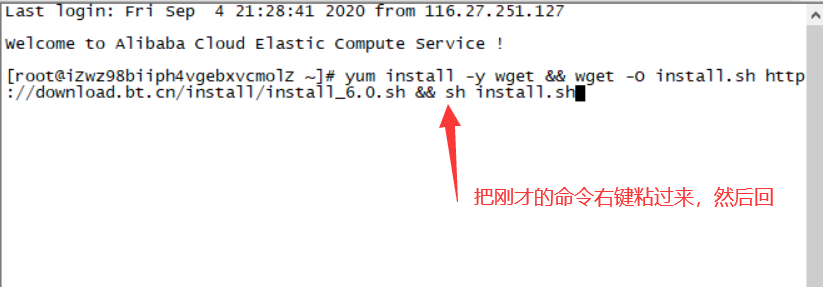 Last login: Fri Sep  4 21:28:41 2020 from 116.27.251.127
Welcome to Alibaba Cloud Elastic Compute Service !
[root@iZwz98biiph4vgebxvcmolZ ~]# yum install -y wget && wget -O install.sh http
://download.bt.cn/install/install_6.0.sh && sh install.sh
把刚才的命令右键粘过来，然后回